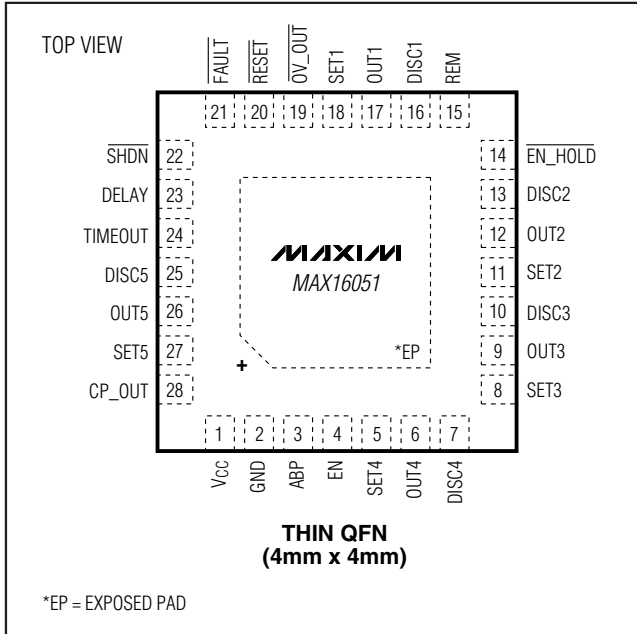 TOP VIEW
FAULT
RESET
OV_OUT
SET1
OUT1
DISC1
REM
21 20 19 18 17 16 15
SHDN 22
DELAY 23
TIMEOUT 24
DISC5 25
OUT5 26
SET5 27
CP_OUT 28
14 EN_HOLD
13 DISC2
12 OUT2
11 SET2
10 DISC3
9 OUT3
8 SET3
MAXIM
MAX16051
*EP
+
1 2 3 4 5 6 7
VCC
GND
ABP
EN
SET4
OUT4
DISC4
THIN QFN
(4mm x 4mm)
*EP = EXPOSED PAD